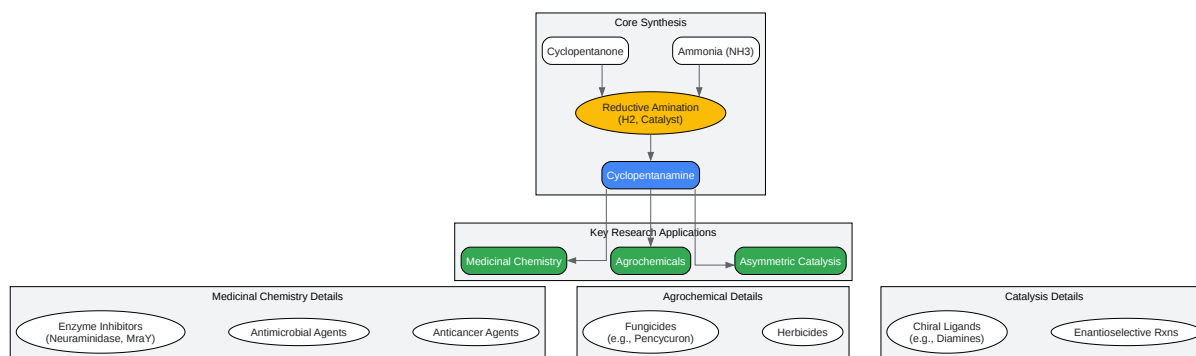 Core Synthesis
Cyclopentanone
Ammonia (NH3)
Reductive Amination
(H2, Catalyst)
Cyclopentanamine
Key Research Applications
Medicinal Chemistry
Agrochemicals
Asymmetric Catalysis
Medicinal Chemistry Details
Enzyme Inhibitors
(Neuraminidase, MraY)
Antimicrobial Agents
Anticancer Agents
Agrochemical Details
Fungicides
(e.g., Pencycuron)
Herbicides
Catalysis Details
Chiral Ligands
(e.g., Diamines)
Enantioselective Rxns